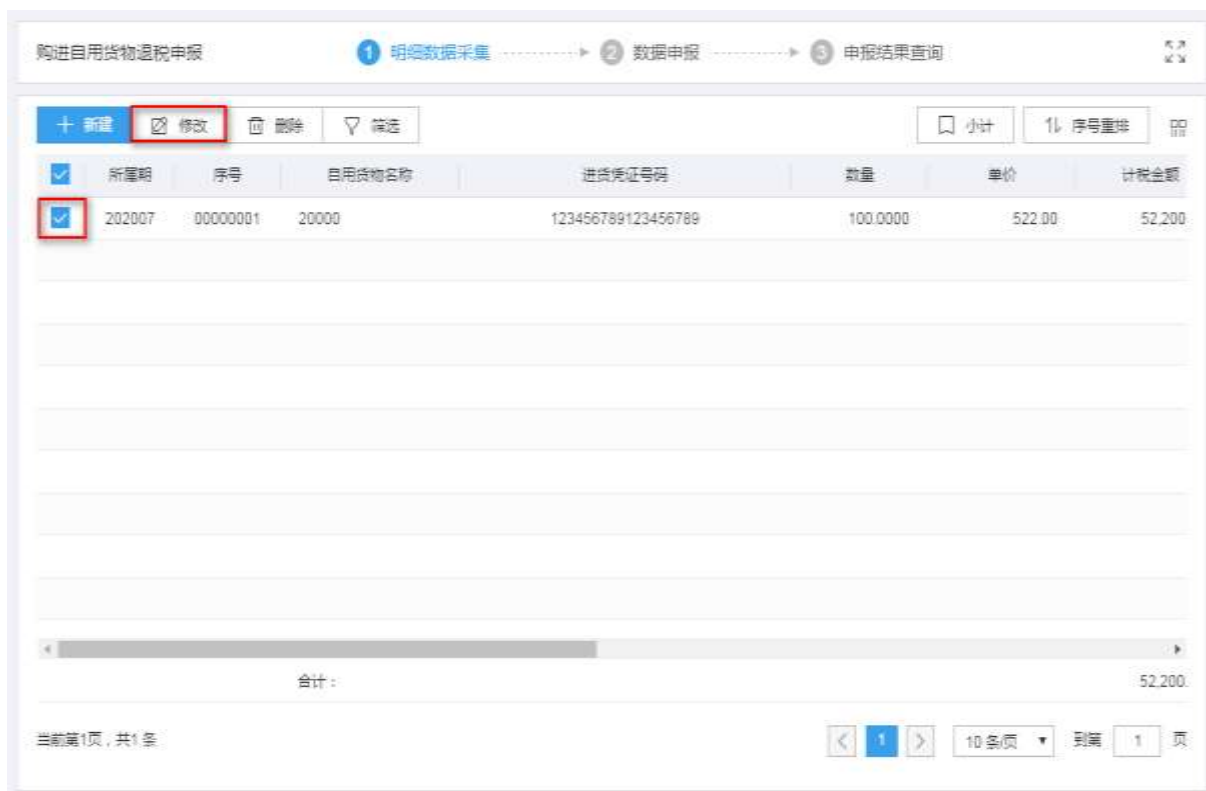 购进自用货物退税申报 1 明细数据采集 2 数据申报 3 申报结果查询
新建 修改 删除 筛选 小计 序号重排
所属期 序号 自用货物名称 进货凭证号码 数量 单价 计税金额
202007 00000001 20000 123456789123456789 100.0000 522.00 52,200
合计： 52,200.
当前第1页，共1 条 1 10 条/页 到第 1 页